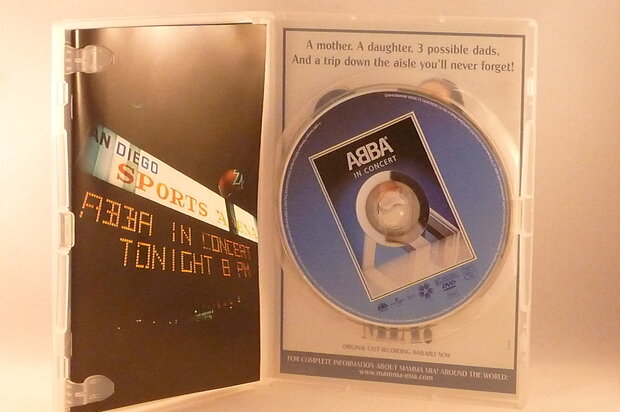 AN DIEGO
SPORTS ARENA
ABBA IN CONCERT
TONIGHT 8 PM
A mother. A daughter. 3 possible dads.
And a trip down the aisle you'll never forget!
ABBA
IN CONCERT
DVD
ORIGINAL CAST RECORDING AVAILABLE NOW
FOR COMPLETE INFORMATION ABOUT MAMMA MIA! AROUND THE WORLD:
www.mamma-mia.com